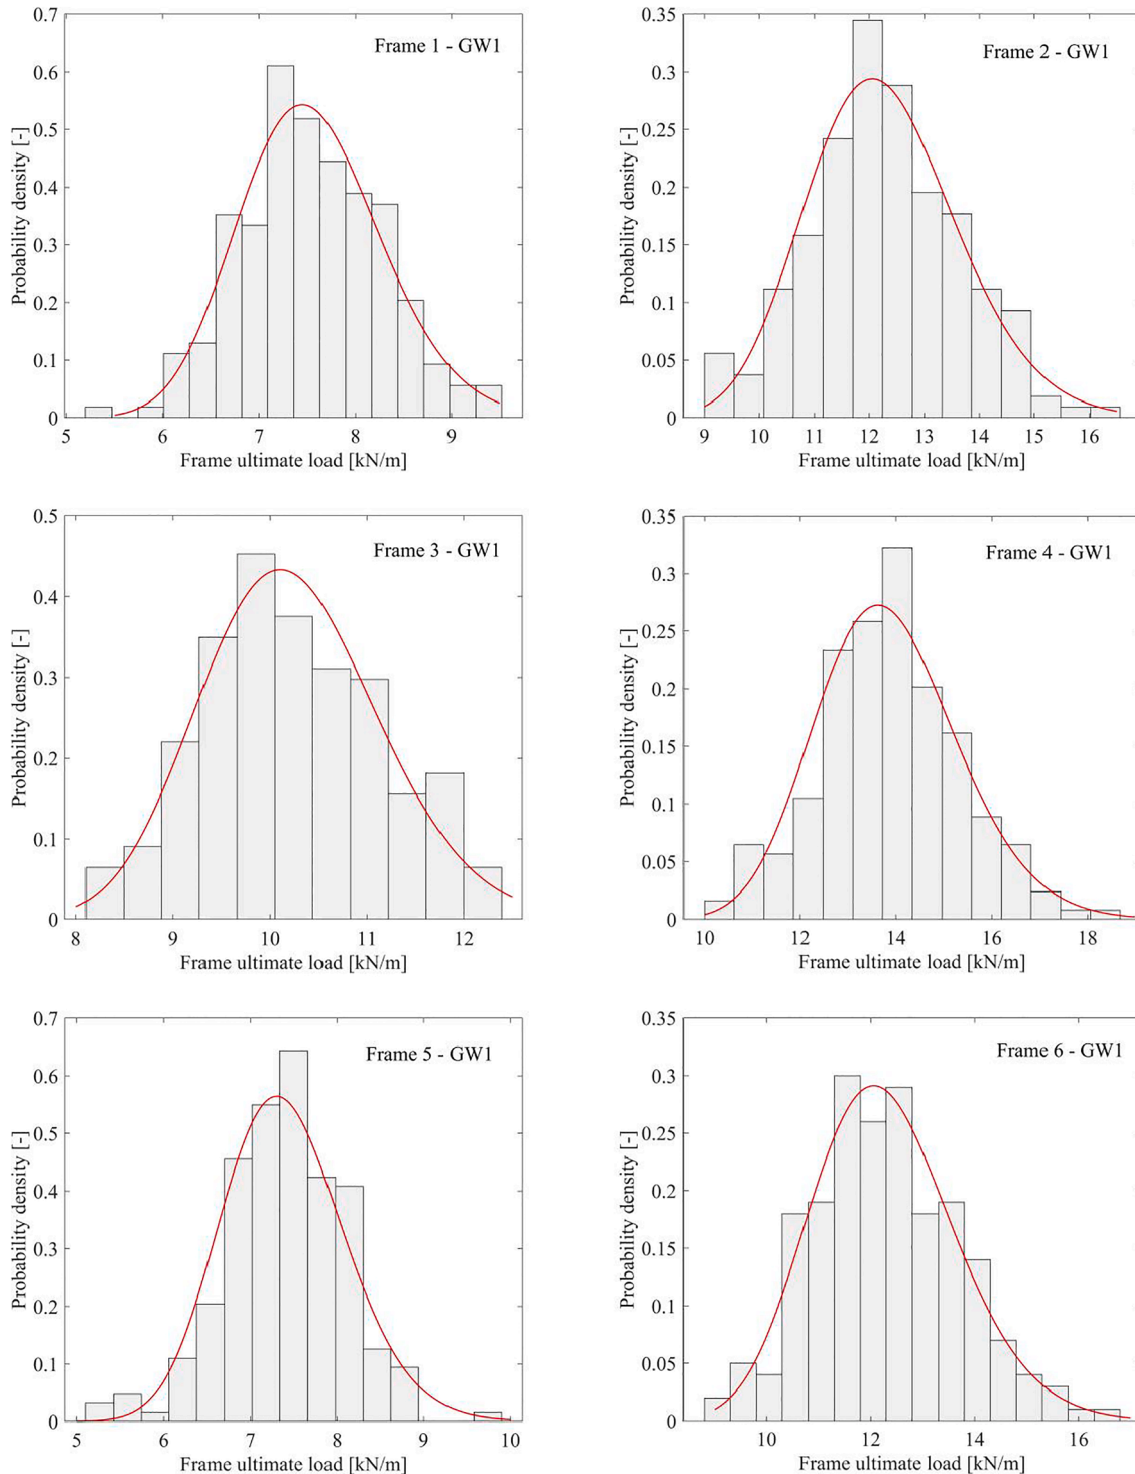 Frame 1 - GW1
Probability density [-]
0.7
0.6
0.5
0.4
0.3
0.2
0.1
0
5 6 7 8 9
Frame ultimate load [kN/m]
Frame 2 - GW1
Probability density [-]
0.35
0.3
0.25
0.2
0.15
0.1
0.05
0
9 10 11 12 13 14 15 16
Frame ultimate load [kN/m]
Frame 3 - GW1
Probability density [-]
0.5
0.4
0.3
0.2
0.1
0
8 9 10 11 12
Frame ultimate load [kN/m]
Frame 4 - GW1
Probability density [-]
0.35
0.3
0.25
0.2
0.15
0.1
0.05
0
10 12 14 16 18
Frame ultimate load [kN/m]
Frame 5 - GW1
Probability density [-]
0.7
0.6
0.5
0.4
0.3
0.2
0.1
0
5 6 7 8 9 10
Frame ultimate load [kN/m]
Frame 6 - GW1
Probability density [-]
0.35
0.3
0.25
0.2
0.15
0.1
0.05
0
10 12 14 16
Frame ultimate load [kN/m]